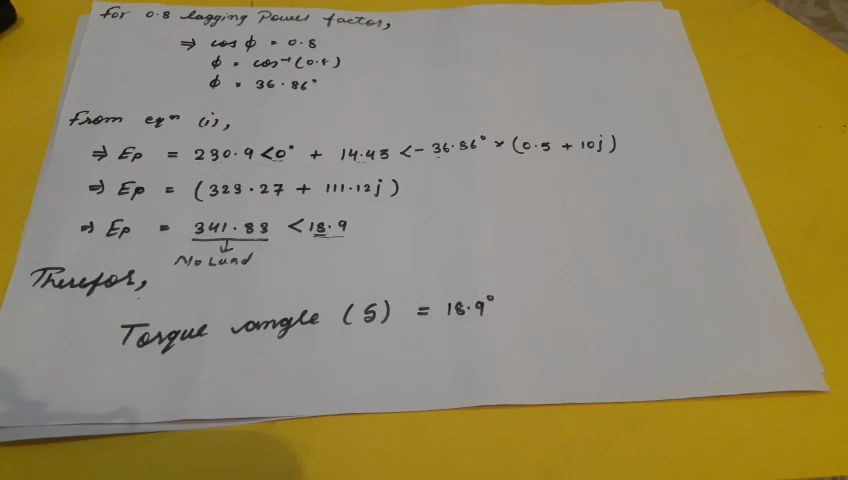 for 0.8 lagging Power factor,
⇒ cos ϕ = 0.8
ϕ = cos⁻¹(0.8)
ϕ = 36.86°
From eqⁿ (i),
⇒ Ep = 230.9 <0° + 14.43 <-36.86° × (0.5 + 10j)
⇒ Ep = (323.27 + 111.12j)
⇒ Ep = 341.83 <18.9
↓
No Load
Therefor,
Torque angle (δ) = 18.9°